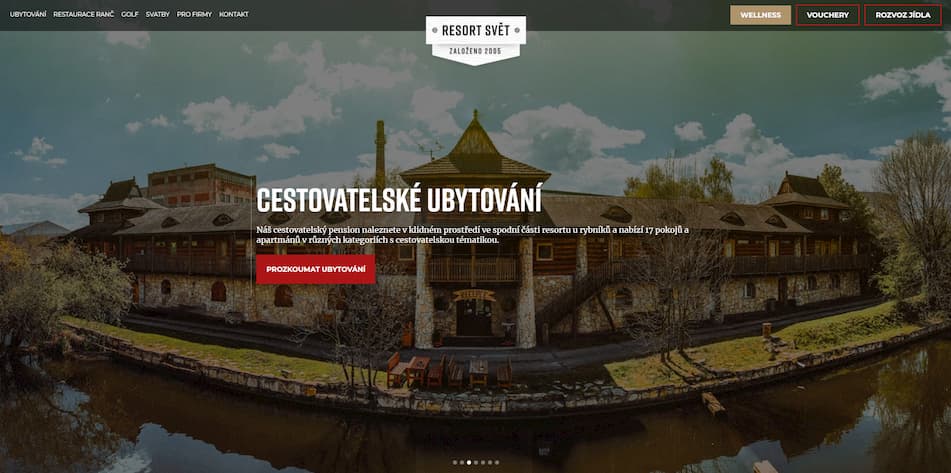 UBYTOVÁNÍ RESTAURACE RANČ GOLF SVATBY PRO FIRMY KONTAKT
WELLNESS VOUCHERY ROZVOZ JÍDLA
RESORT SVĚT
ZALOŽENO 2005
CESTOVATELSKÉ UBYTOVÁNÍ
Náš cestovatelský pension naleznete v klidném prostředí ve spodní části resortu u rybníků a nabízí 17 pokojů a
apartmánů v různých kategoriích s cestovatelskou tématikou.
PROZKOUMAT UBYTOVÁNÍ